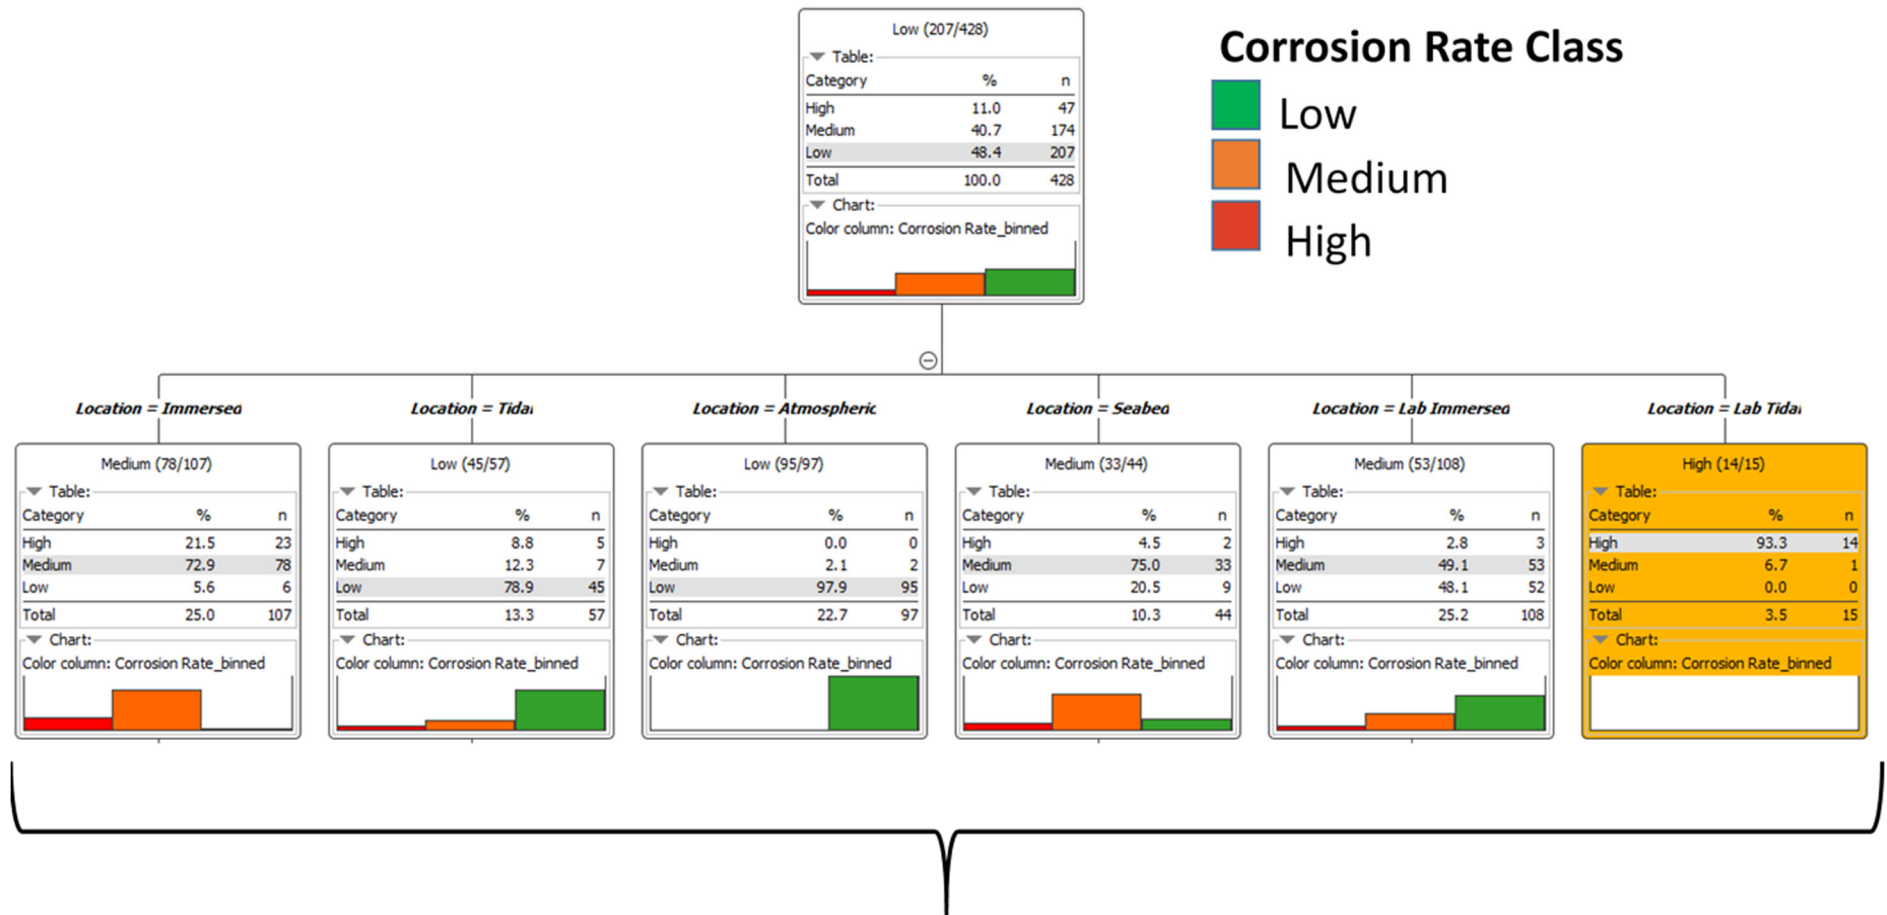 Low (207/428)
Table:
Category % n
High 11.0 47
Medium 40.7 174
Low 48.4 207
Total 100.0 428
Chart:
Color column: Corrosion Rate_binned
Corrosion Rate Class
Low
Medium
High
Location = Immersed
Medium (78/107)
Table:
Category % n
High 21.5 23
Medium 72.9 78
Low 5.6 6
Total 25.0 107
Chart:
Color column: Corrosion Rate_binned
Location = Tidal
Low (45/57)
Table:
Category % n
High 8.8 5
Medium 12.3 7
Low 78.9 45
Total 13.3 57
Chart:
Color column: Corrosion Rate_binned
Location = Atmospheric
Low (95/97)
Table:
Category % n
High 0.0 0
Medium 2.1 2
Low 97.9 95
Total 22.7 97
Chart:
Color column: Corrosion Rate_binned
Location = Seabed
Medium (33/44)
Table:
Category % n
High 4.5 2
Medium 75.0 33
Low 20.5 9
Total 10.3 44
Chart:
Color column: Corrosion Rate_binned
Location = Lab Immersed
Medium (53/108)
Table:
Category % n
High 2.8 3
Medium 49.1 53
Low 48.1 52
Total 25.2 108
Chart:
Color column: Corrosion Rate_binned
Location = Lab Tidal
High (14/15)
Table:
Category % n
High 93.3 14
Medium 6.7 1
Low 0.0 0
Total 3.5 15
Chart:
Color column: Corrosion Rate_binned